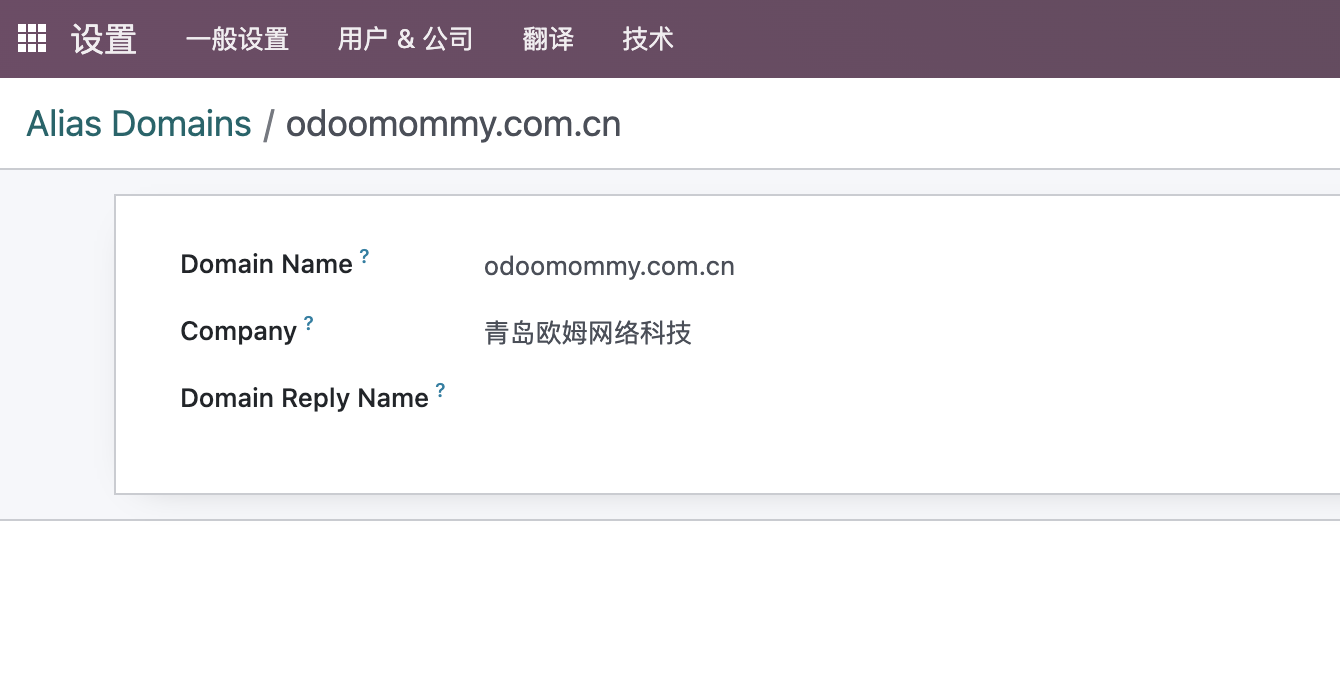 设置 一般设置 用户 & 公司 翻译 技术
Alias Domains / odoomommy.com.cn
Domain Name ? odoomommy.com.cn
Company ? 青岛欧姆网络科技
Domain Reply Name ?